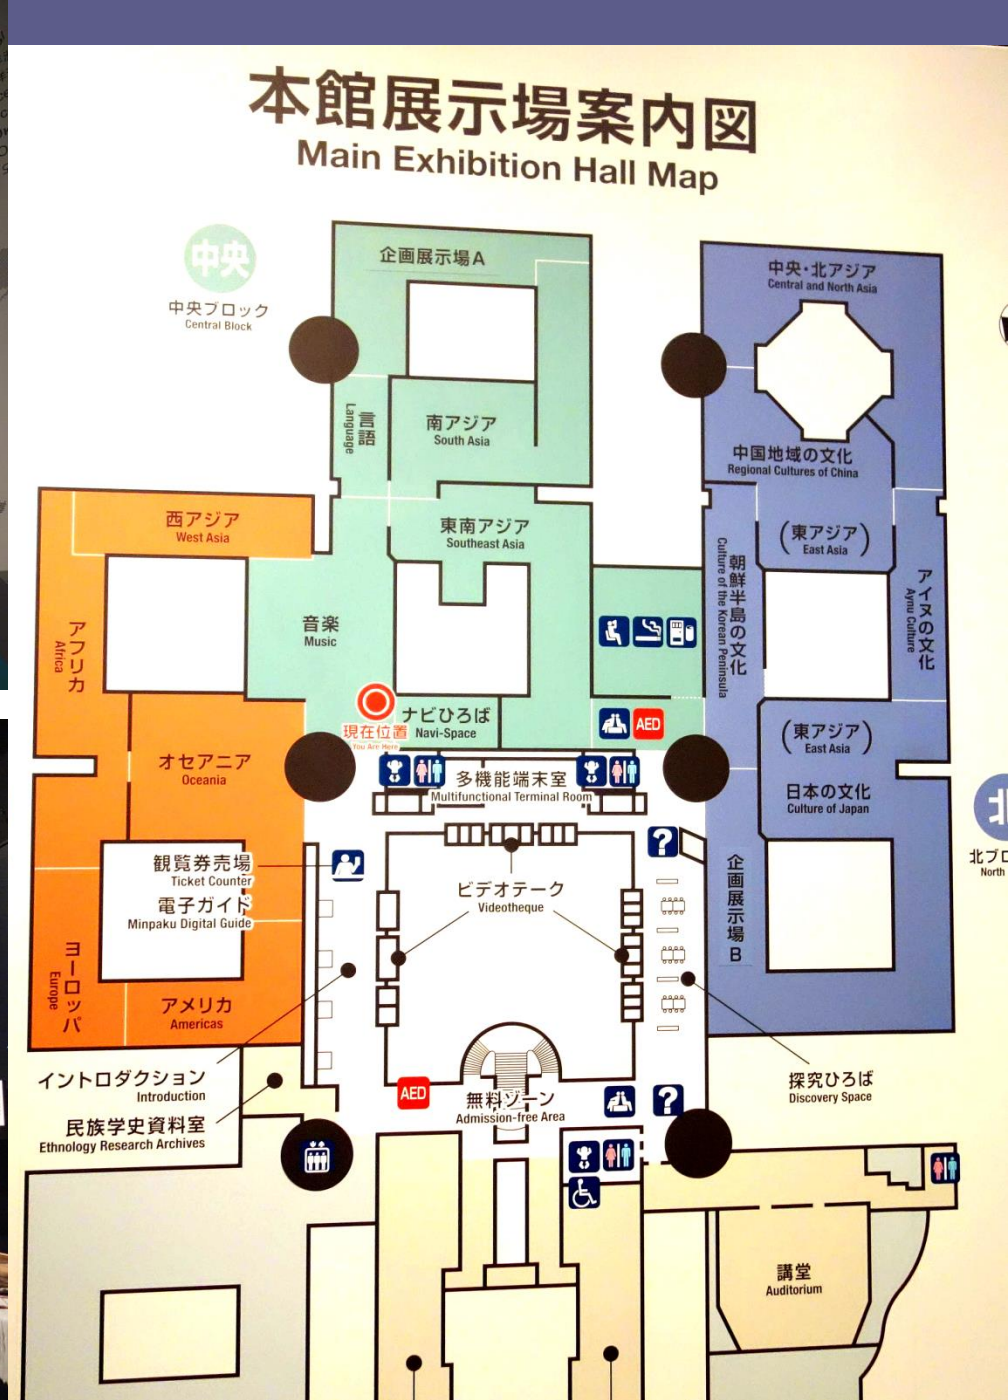 本館展示場案内図
Main Exhibition Hall Map
中央
中央ブロック
Central Block
企画展示場A
中央・北アジア
Central and North Asia
言語
Language
南アジア
South Asia
中国地域の文化
Regional Cultures of China
西アジア
West Asia
東南アジア
Southeast Asia
(東アジア)
East Asia
朝鮮半島の文化
Culture of the Korean Peninsula
アイヌの文化
Aynu Culture
アフリカ
Africa
音楽
Music
現在位置
You Are Here
ナビひろば
Navi-Space
AED
(東アジア)
East Asia
オセアニア
Oceania
多機能端末室
Multifunctional Terminal Room
日本の文化
Culture of Japan
北
北ブロ
North
観覧券売場
Ticket Counter
電子ガイド
Minpaku Digital Guide
ビデオテーク
Videotheque
?
企画展示場B
ヨーロッパ
Europe
アメリカ
Americas
イントロダクション
Introduction
民族学史資料室
Ethnology Research Archives
AED
無料ゾーン
Admission-free Area
?
探究ひろば
Discovery Space
講堂
Auditorium